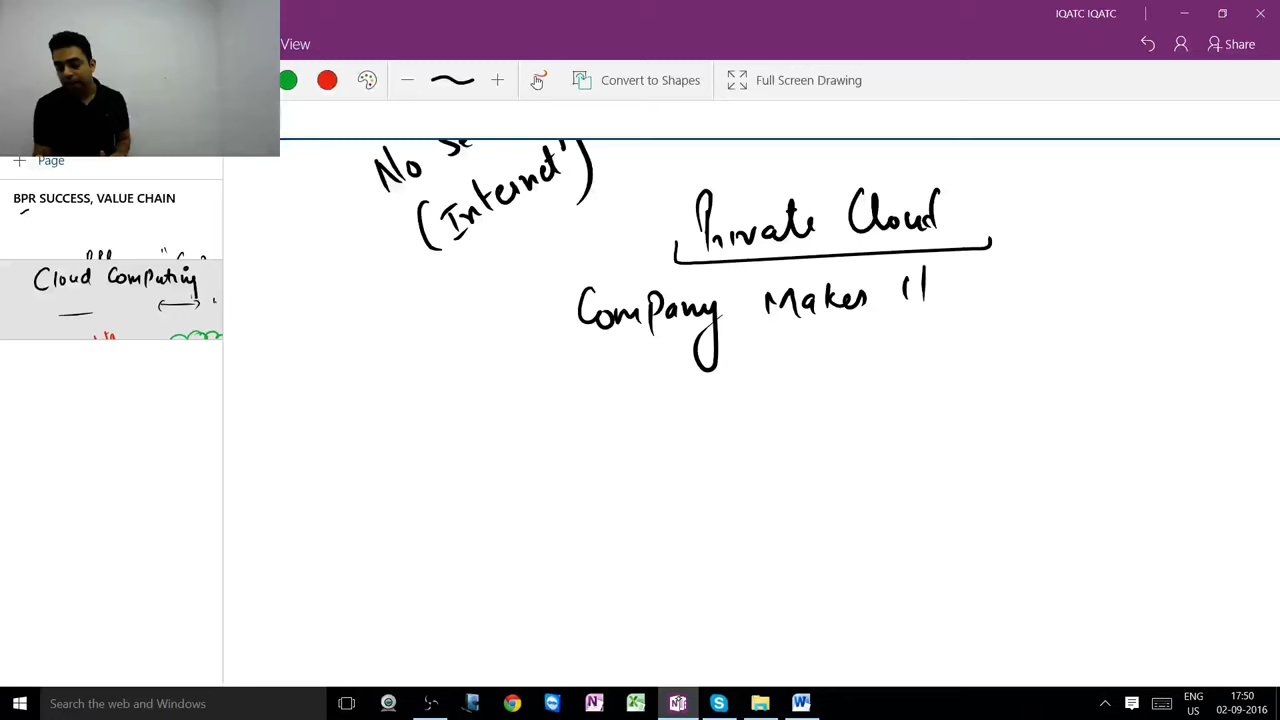 IQATC IQATC
View
Share
Convert to Shapes
Full Screen Drawing
Page
BPR SUCCESS, VALUE CHAIN
Cloud Computing
No
(Internet")
Private Cloud
Company Makes
Search the web and Windows
ENG
US
17:50
02-09-2016